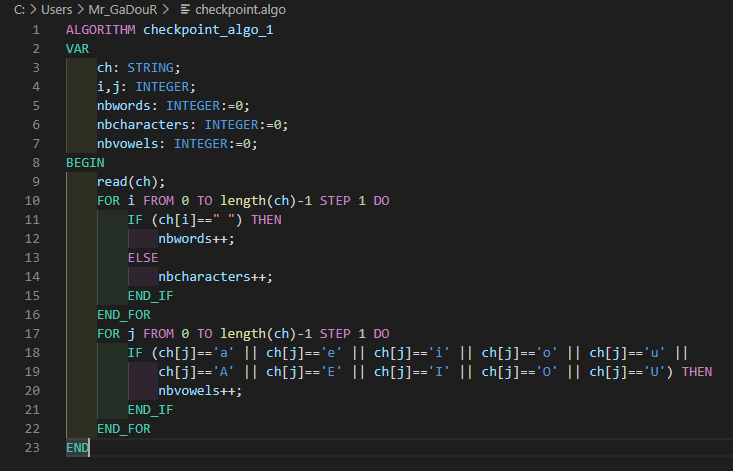 C: > Users > Mr_GaDouR > checkpoint.algo
1 ALGORITHM checkpoint_algo_1
2 VAR
3 ch: STRING;
4 i,j: INTEGER;
5 nbwords: INTEGER:=0;
6 nbcharacters: INTEGER:=0;
7 nbvowels: INTEGER:=0;
8 BEGIN
9 read(ch);
10 FOR i FROM 0 TO length(ch)-1 STEP 1 DO
11 IF (ch[i]==" ") THEN
12 nbwords++;
13 ELSE
14 nbcharacters++;
15 END_IF
16 END_FOR
17 FOR j FROM 0 TO length(ch)-1 STEP 1 DO
18 IF (ch[j]=='a' || ch[j]=='e' || ch[j]=='i' || ch[j]=='o' || ch[j]=='u' ||
19 ch[j]=='A' || ch[j]=='E' || ch[j]=='I' || ch[j]=='O' || ch[j]=='U') THEN
20 nbvowels++;
21 END_IF
22 END_FOR
23 END